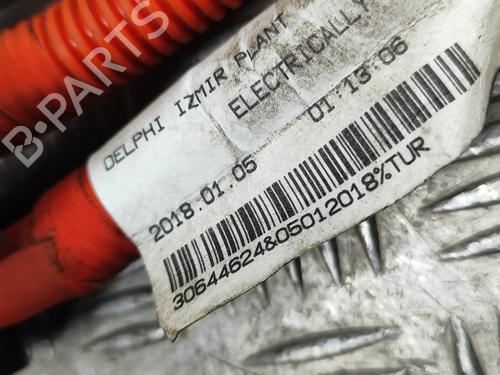 DELPHI IZMIR PLANT
ELECTRICALLY
2018.01.05 01:13:06
30644624&05012018%TUR
B-PARTS